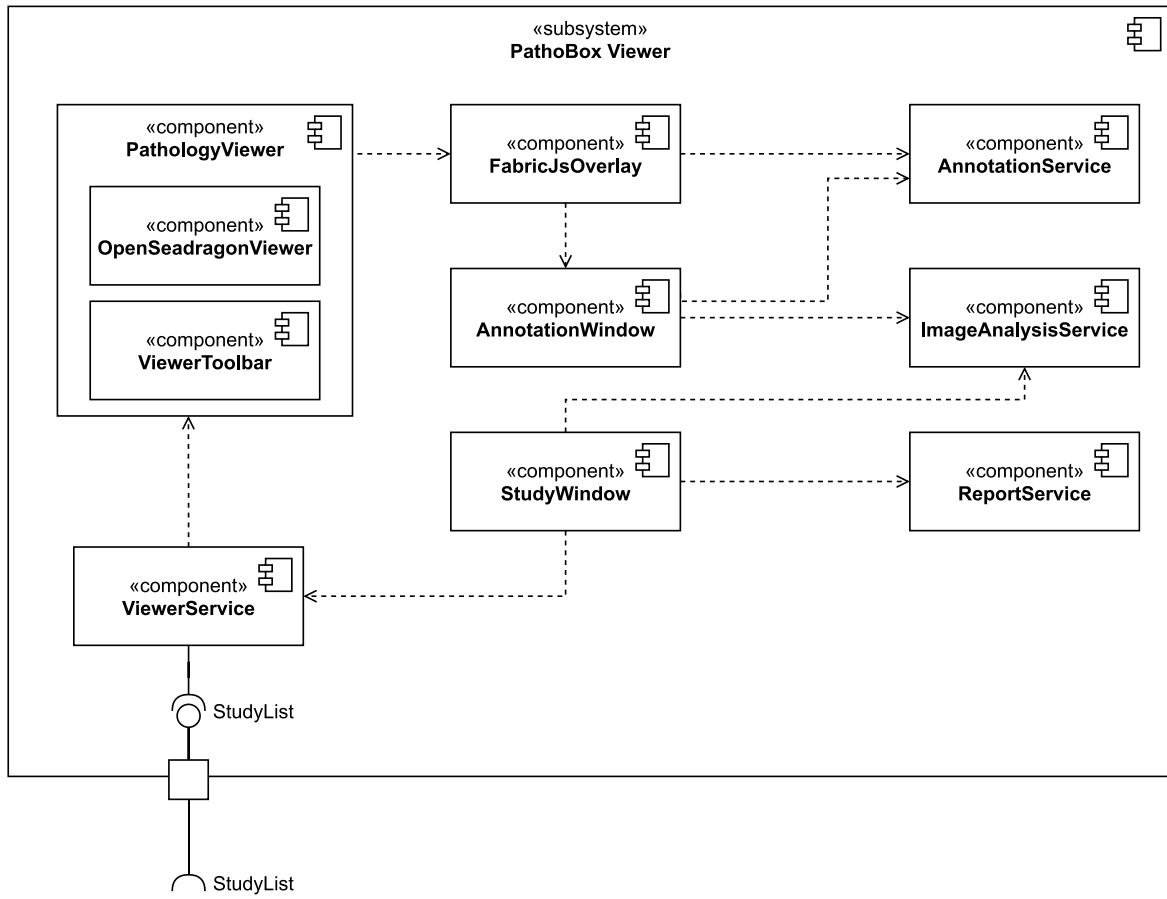 «subsystem»
PathoBox Viewer
«component»
PathologyViewer
«component»
OpenSeadragonViewer
«component»
ViewerToolbar
«component»
FabricJsOverlay
«component»
AnnotationService
«component»
AnnotationWindow
«component»
ImageAnalysisService
«component»
StudyWindow
«component»
ReportService
«component»
ViewerService
StudyList
StudyList